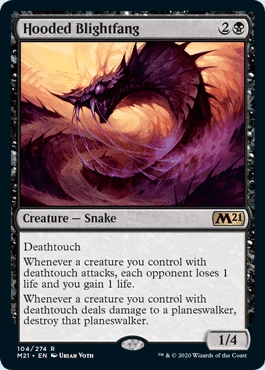 Hooded Blightfang 2
Creature — Snake M21
Deathtouch
Whenever a creature you control with
deathtouch attacks, each opponent loses 1
life and you gain 1 life.
Whenever a creature you control with
deathtouch deals damage to a planeswalker,
destroy that planeswalker.
1/4
104/274 R
M21 • EN Uriah Voth ™ & © 2020 Wizards of the Coast